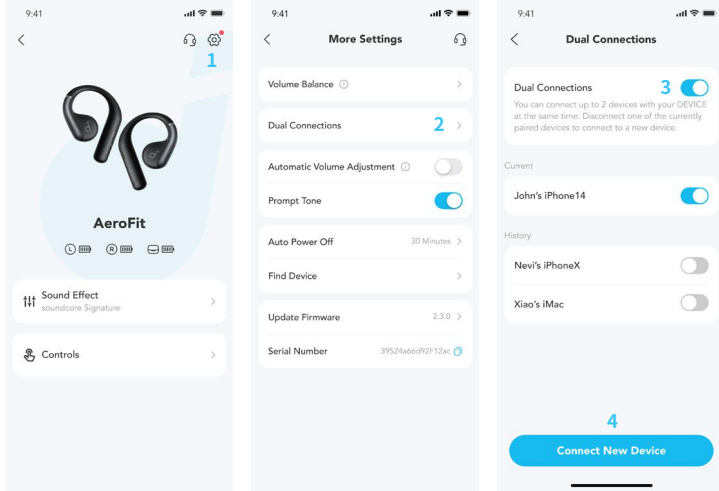 9:41
1
AeroFit
L
R
Sound Effect
soundcore Signature
Controls
9:41
More Settings
Volume Balance
Dual Connections 2
Automatic Volume Adjustment
Prompt Tone
Auto Power Off 30 Minutes
Find Device
Update Firmware 2.3.0
Serial Number 39524a66d92F12ac
9:41
Dual Connections
Dual Connections 3
You can connect up to 2 devices with your DEVICE
at the same time. Disconnect one of the currently
paired devices to connect to a new device.
Current
John's iPhone14
History
Nevi's iPhoneX
Xiao's iMac
4
Connect New Device